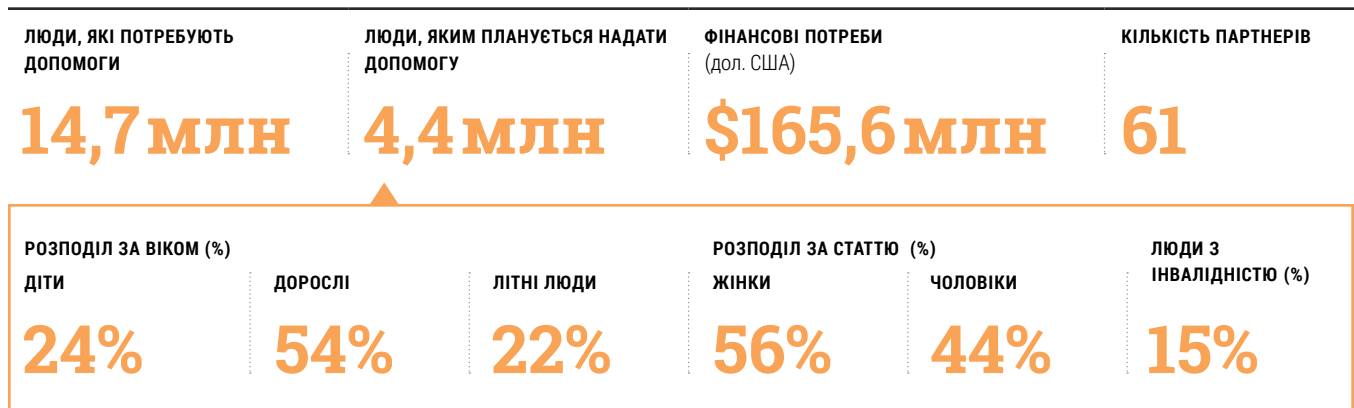 ЛЮДИ, ЯКІ ПОТРЕБУЮТЬ
ДОПОМОГИ
14,7 млн
ЛЮДИ, ЯКИМ ПЛАНУЄТЬСЯ НАДАТИ
ДОПОМОГУ
4,4 млн
ФІНАНСОВІ ПОТРЕБИ
(дол. США)
$165,6 млн
КІЛЬКІСТЬ ПАРТНЕРІВ
61
РОЗПОДІЛ ЗА ВІКОМ (%)
ДІТИ
24%
ДОРОСЛІ
54%
ЛІТНІ ЛЮДИ
22%
РОЗПОДІЛ ЗА СТАТТЮ (%)
ЖІНКИ
56%
ЧОЛОВІКИ
44%
ЛЮДИ З
ІНВАЛІДНІСТЮ (%)
15%